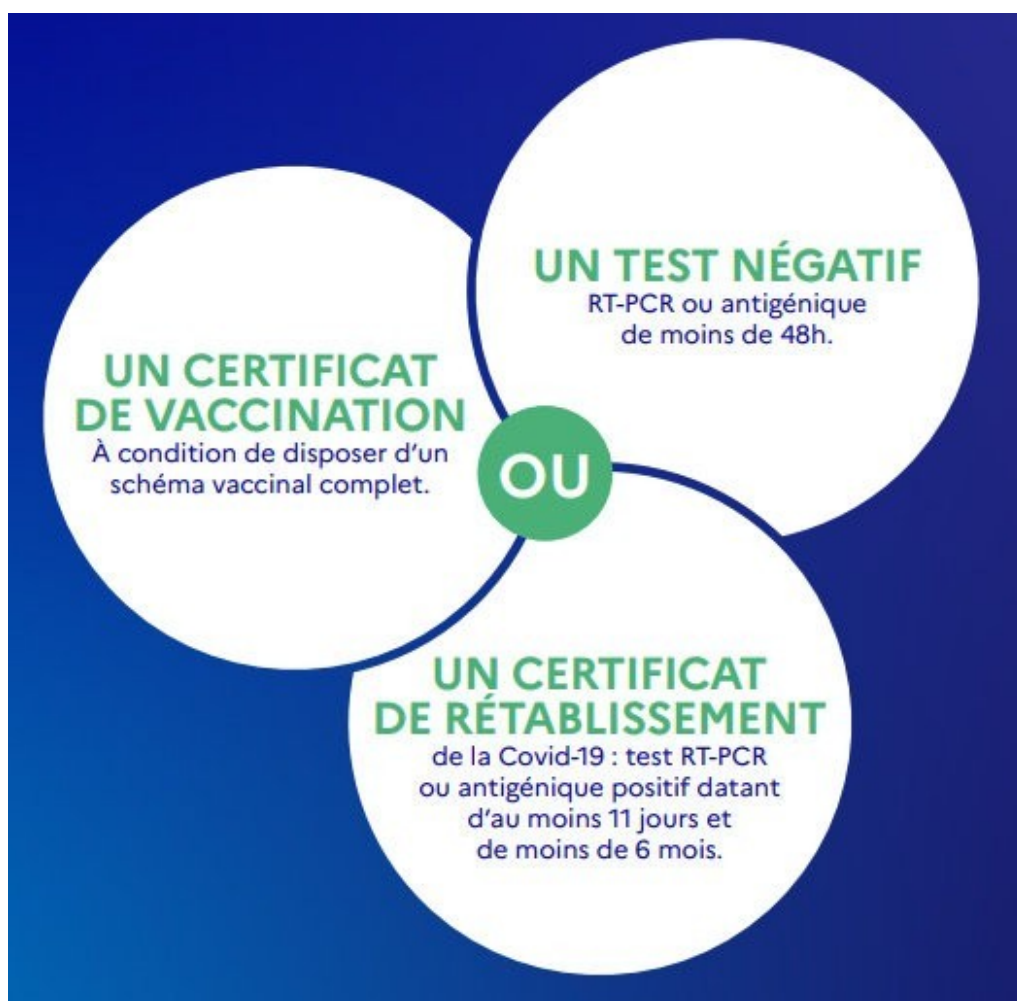 UN TEST NÉGATIF
RT-PCR ou antigénique
de moins de 48h.
UN CERTIFICAT
DE VACCINATION
À condition de disposer d’un
schéma vaccinal complet.
OU
UN CERTIFICAT
DE RÉTABLISSEMENT
de la Covid-19 : test RT-PCR
ou antigénique positif datant
d’au moins 11 jours et
de moins de 6 mois.